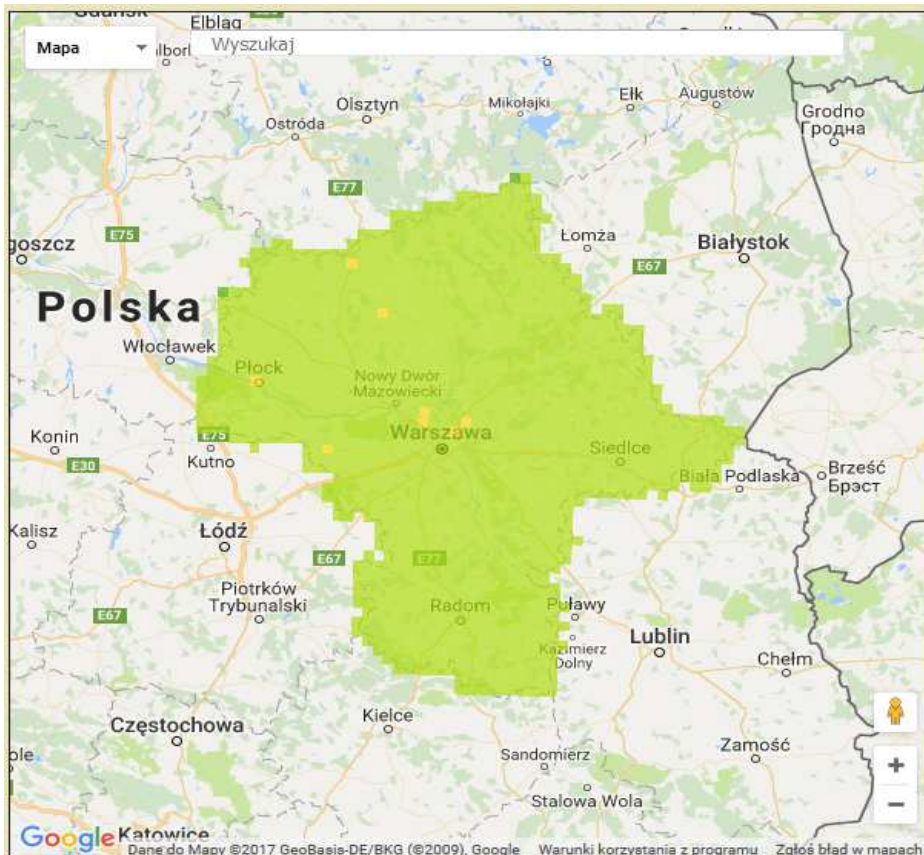 Elbląg
Mapa
Wyszukaj
Olsztyn
Mikołajki
Ełk
Augustów
Ostróda
Grodno
Гродна
E77
E75
Łomża
Białystok
E67
Polska
Włocławek
Płock
Nowy Dwór
Mazowiecki
Warszawa
Konin
E75
Siedlce
Kutno
E30
Biała Podlaska
Brześć
Брэст
Kalisz
Łódź
E67
E77
Piotrków
Trybunalski
E67
Radom
Puławy
Kazimierz
Dolny
Lublin
Chełm
Częstochowa
Kielce
Zamość
Sandomierz
Stalowa Wola
+
−
Google
Katowice
Dane do Mapy ©2017 GeoBasis-DE/BKG (©2009), Google Warunki korzystania z programu Zgłoś błąd w mapach